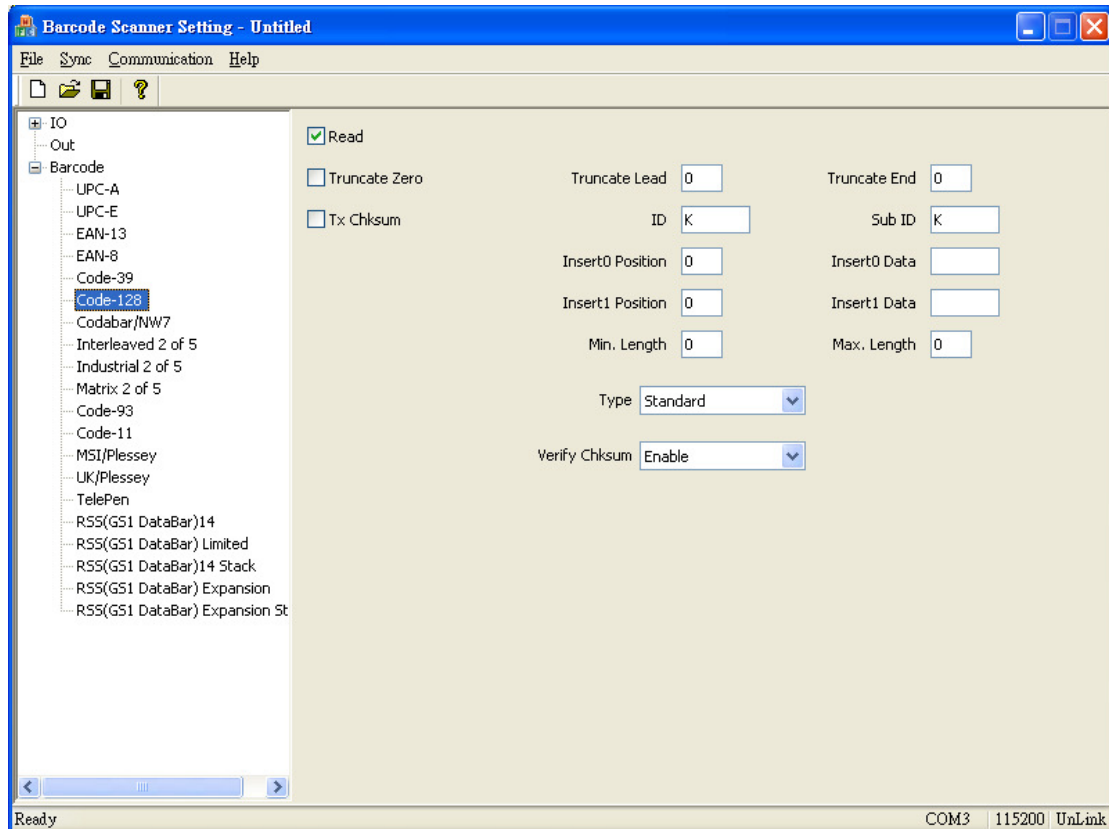 Barcode Scanner Setting - Untitled
File Sync Communication Help
IO
Out
Barcode
UPC-A
UPC-E
EAN-13
EAN-8
Code-39
Code-128
Codabar/NW7
Interleaved 2 of 5
Industrial 2 of 5
Matrix 2 of 5
Code-93
Code-11
MSI/Plessey
UK/Plessey
TelePen
RSS(GS1 DataBar)14
RSS(GS1 DataBar) Limited
RSS(GS1 DataBar)14 Stack
RSS(GS1 DataBar) Expansion
RSS(GS1 DataBar) Expansion St
Read
Truncate Zero Truncate Lead 0 Truncate End 0
Tx Chksum ID K Sub ID K
Insert0 Position 0 Insert0 Data
Insert1 Position 0 Insert1 Data
Min. Length 0 Max. Length 0
Type Standard
Verify Chksum Enable
Ready COM3 115200 UnLink